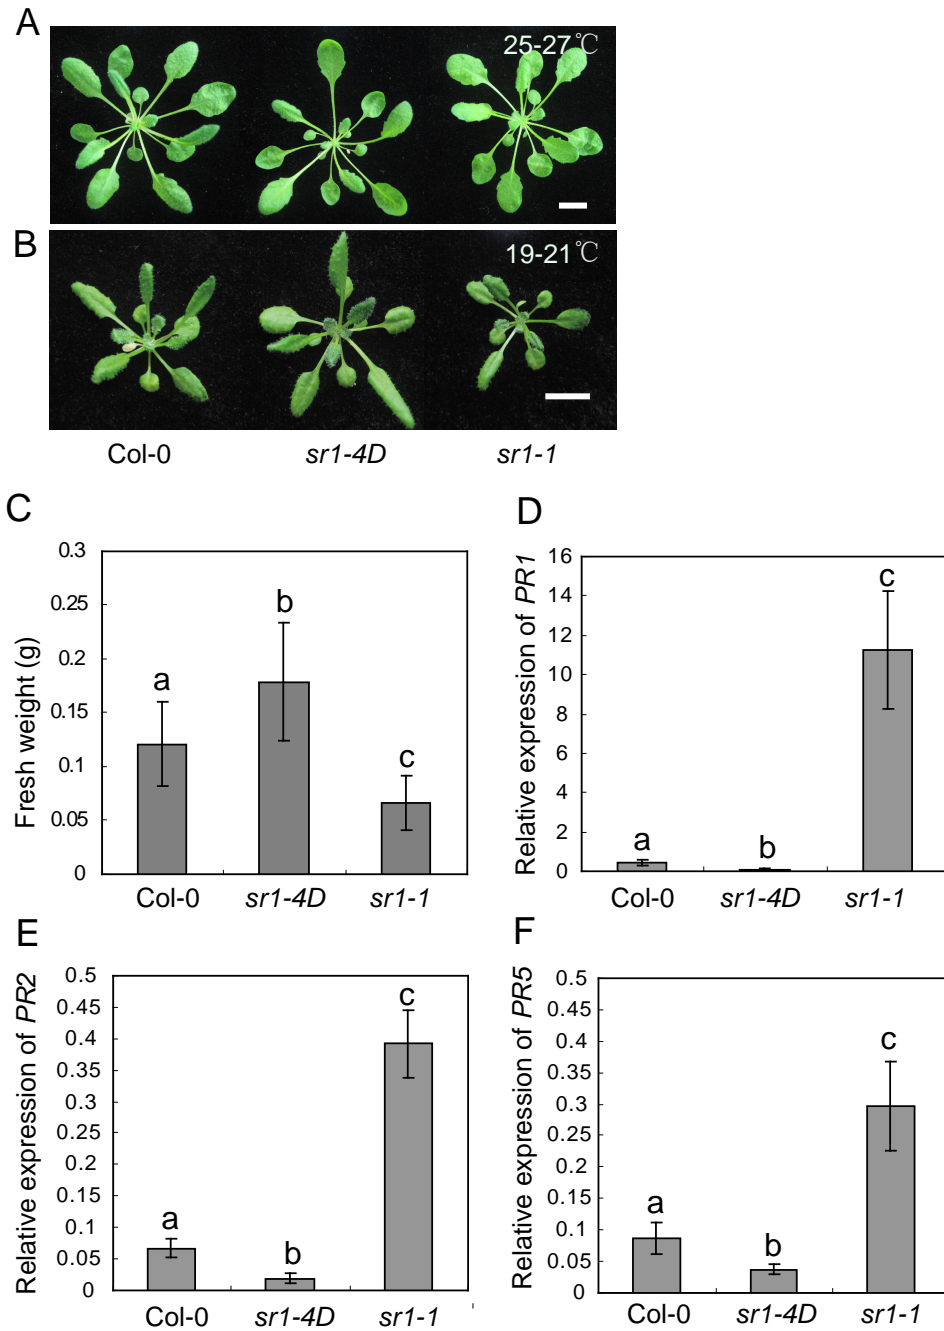 A
25-27℃
B
19-21℃
Col-0 sr1-4D sr1-1
C
Fresh weight (g)
0.3
0.25
0.2
0.15
0.1
0.05
0
a
b
c
Col-0 sr1-4D sr1-1
D
Relative expression of PR1
16
14
12
10
8
6
4
2
0
a
b
c
Col-0 sr1-4D sr1-1
E
Relative expression of PR2
0.5
0.45
0.4
0.35
0.3
0.25
0.2
0.15
0.1
0.05
0
a
b
c
Col-0 sr1-4D sr1-1
F
Relative expression of PR5
0.5
0.45
0.4
0.35
0.3
0.25
0.2
0.15
0.1
0.05
0
a
b
c
Col-0 sr1-4D sr1-1